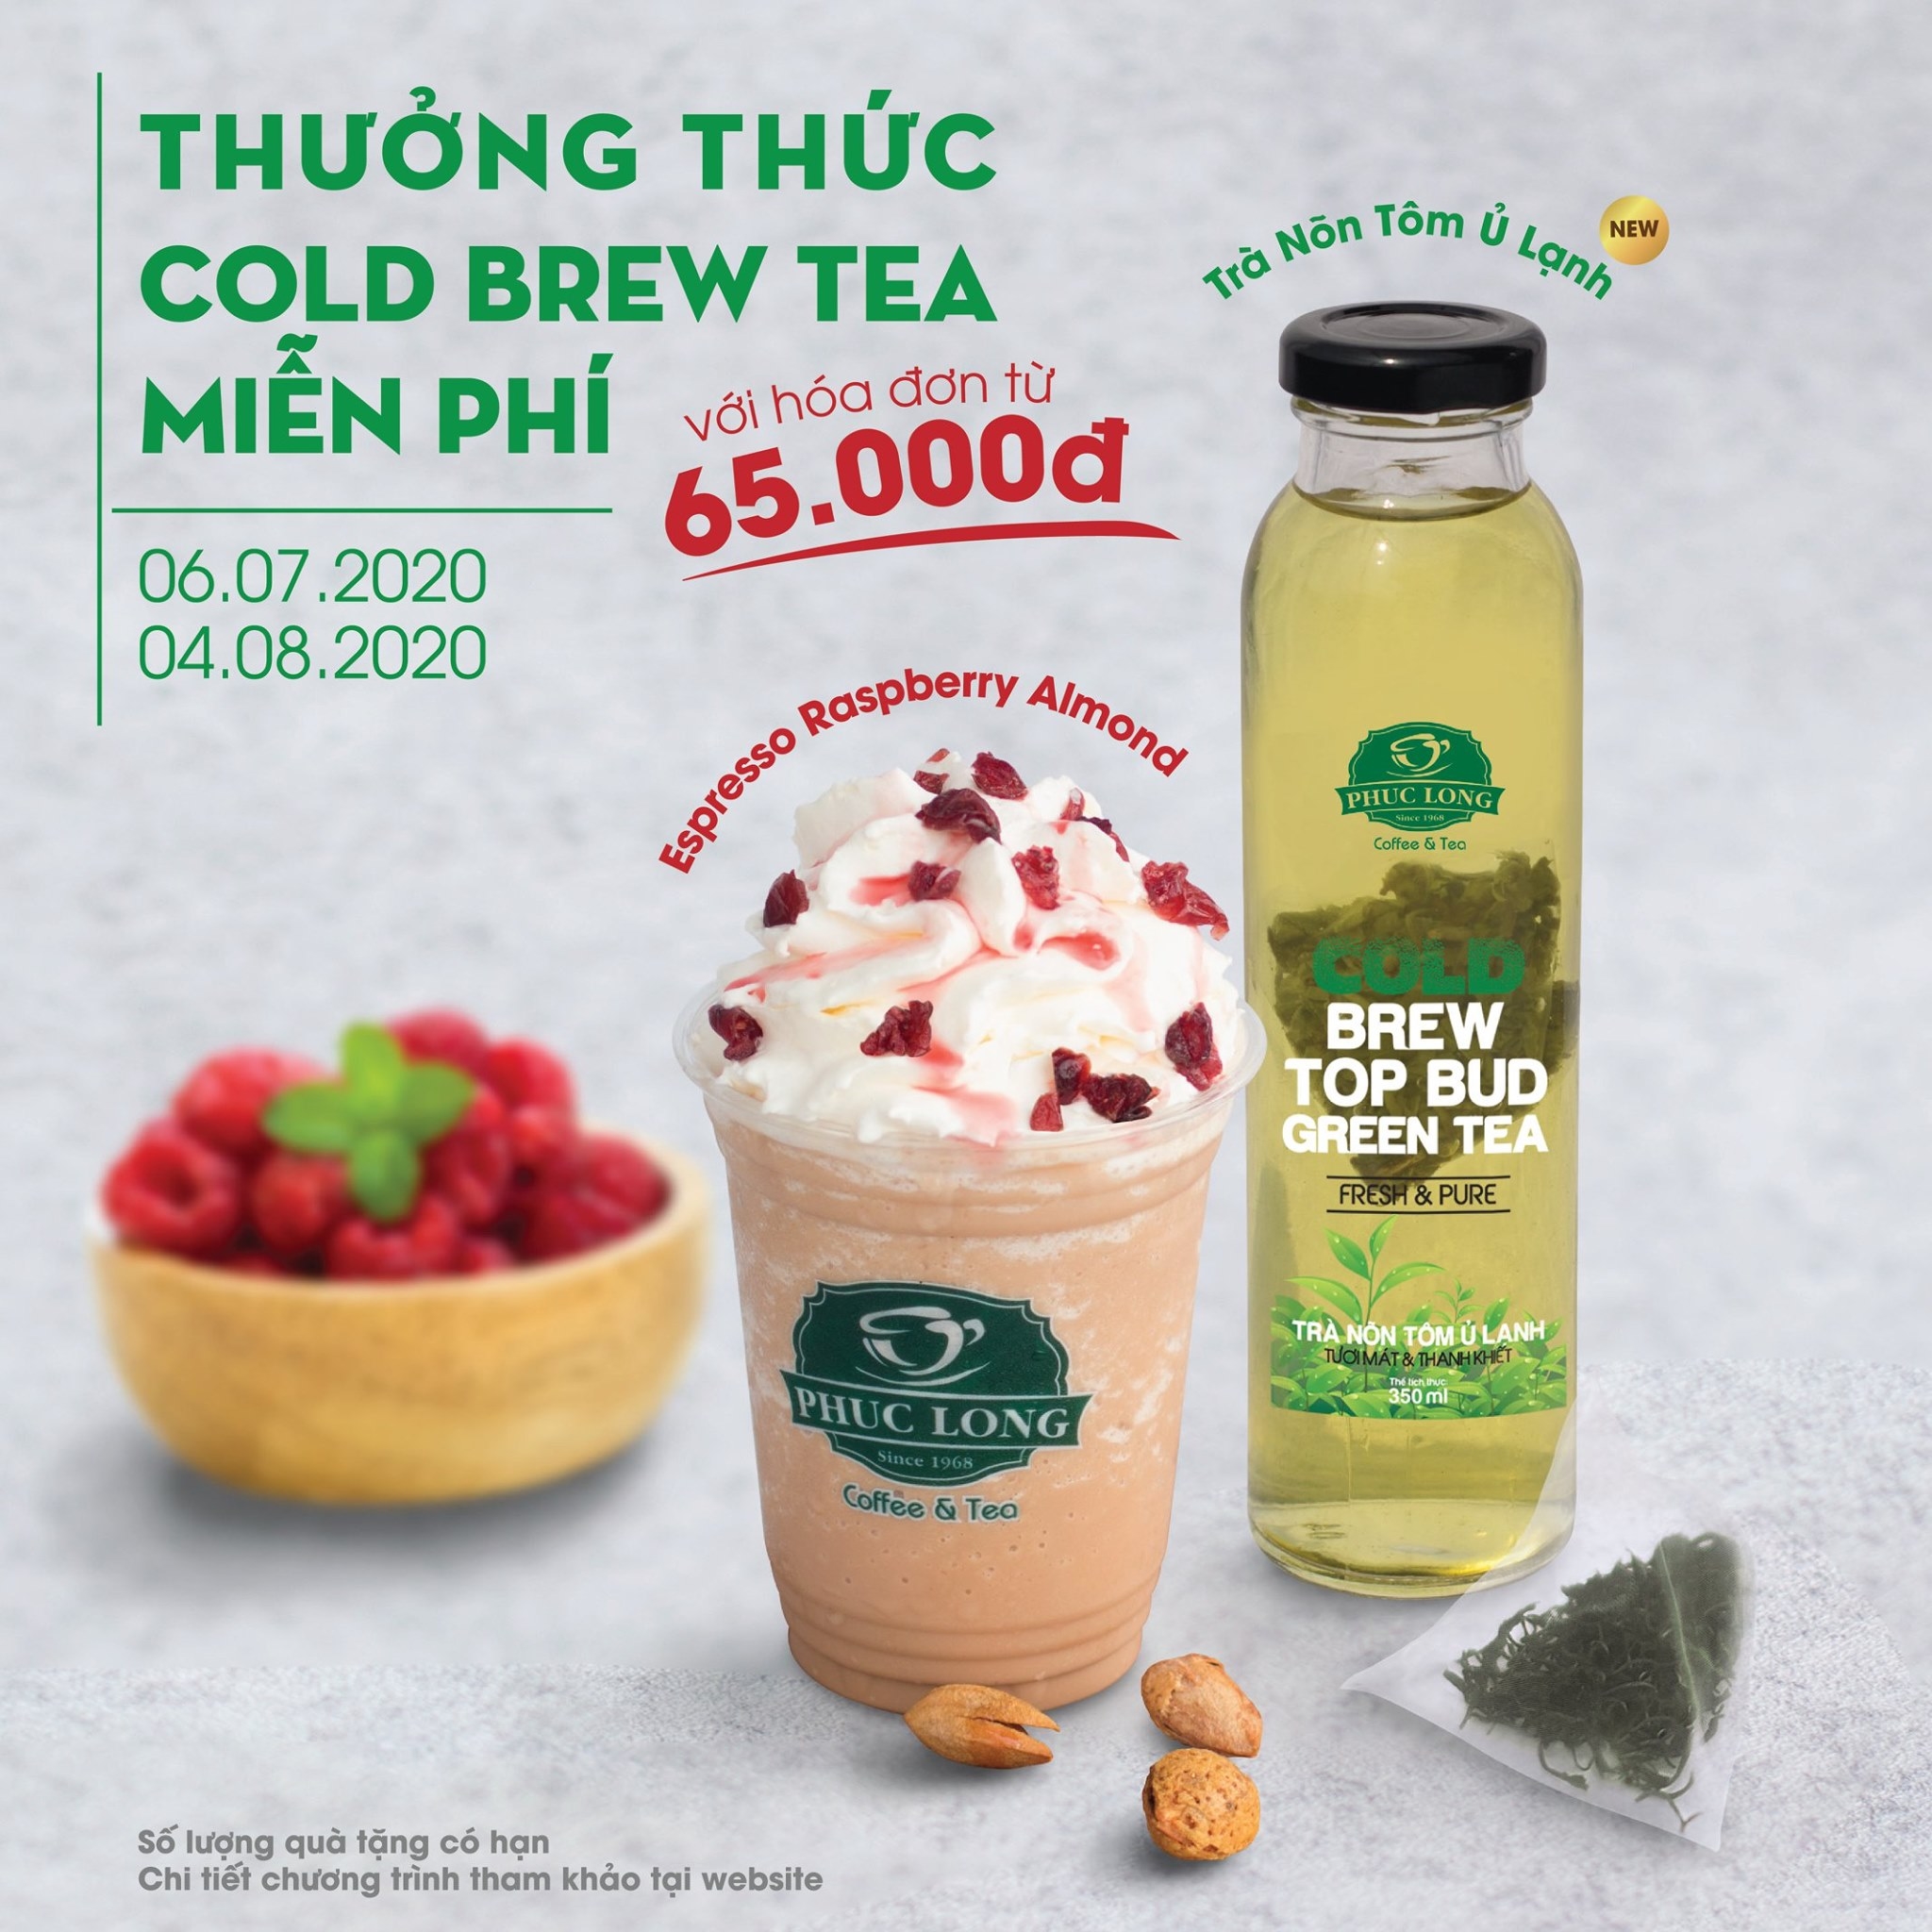 THƯỞNG THỨC
COLD BREW TEA
MIỄN PHÍ
với hóa đơn từ
65.000đ
06.07.2020
04.08.2020
Trà Nõn Tôm Ủ Lạnh
NEW
Espresso Raspberry Almond
PHUC LONG
Since 1968
Coffee & Tea
COLD
BREW
TOP BUD
GREEN TEA
FRESH & PURE
TRÀ NÕN TÔM Ủ LẠNH
TƯƠI MÁT & THANH KHIẾT
Thể tích thực:
350 ml
PHUC LONG
Since 1968
Coffee & Tea
Số lượng quà tặng có hạn
Chi tiết chương trình tham khảo tại website